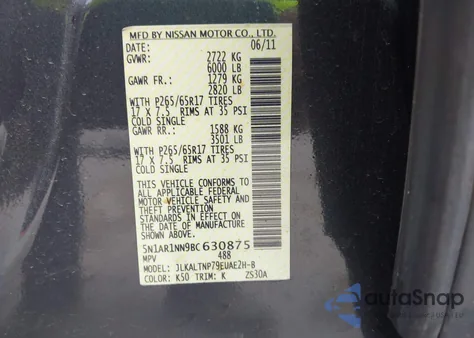 MFD BY NISSAN MOTOR CO., LTD.
DATE: 06/11
GVWR: 2722 KG
6000 LB
GAWR FR: 1279 KG
2820 LB
WITH P265/65R17 TIRES
17 X 7.5 RIMS AT 35 PSI
COLD SINGLE
GAWR RR: 1588 KG
3501 LB
WITH P265/65R17 TIRES
17 X 7.5 RIMS AT 35 PSI
COLD SINGLE
THIS VEHICLE CONFORMS TO
ALL APPLICABLE FEDERAL
MOTOR VEHICLE SAFETY AND
THEFT PREVENTION
STANDARDS IN EFFECT ON
THE DATE OF MANUFACTURE
SHOWN ABOVE.
5N1AR1NN9BC630875
MPV 488
MODEL: JLKALTNP79EUAE2H-B
COLOR: K50 TRIM: K ZS30A
autoSnap
www.autosnap.cc